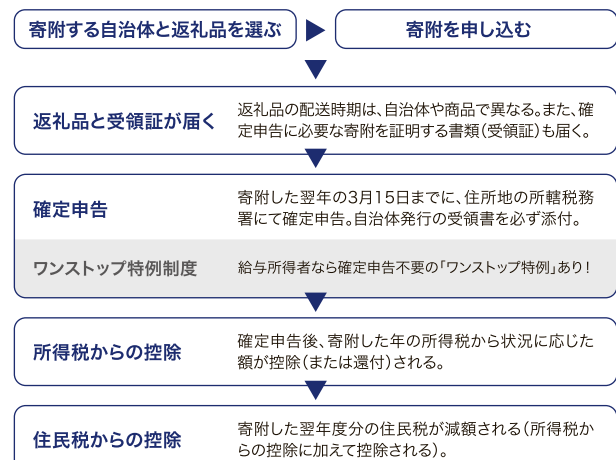 寄附する自治体と返礼品を選ぶ
寄附を申し込む
返礼品と受領証が届く
返礼品の配送時期は、自治体や商品で異なる。また、確
定申告に必要な寄附を証明する書類（受領証）も届く。
確定申告
寄附した翌年の3月15日までに、住所地の所轄税務
署にて確定申告。自治体発行の受領書を必ず添付。
ワンストップ特例制度
給与所得者なら確定申告不要の「ワンストップ特例」あり！
所得税からの控除
確定申告後、寄附した年の所得税から状況に応じた
額が控除（または還付）される。
住民税からの控除
寄附した翌年度分の住民税が減額される（所得税か
らの控除に加えて控除される）。